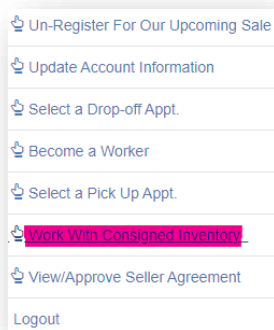 Un-Register For Our Upcoming Sale
Update Account Information
Select a Drop-off Appt.
Become a Worker
Select a Pick Up Appt.
Work With Consigned Inventory
View/Approve Seller Agreement
Logout